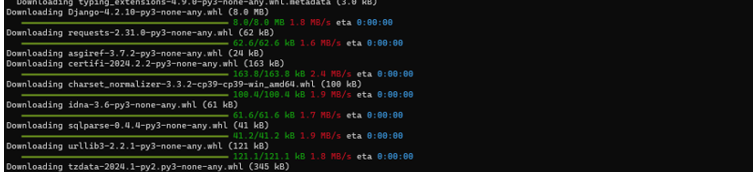 Downloading typing_extensions-4.9.0-py3-none-any.whl.metadata (3.0 kB)
Downloading Django-4.2.10-py3-none-any.whl (8.0 MB)
8.0/8.0 MB 1.8 MB/s eta 0:00:00
Downloading requests-2.31.0-py3-none-any.whl (62 kB)
62.6/62.6 kB 1.6 MB/s eta 0:00:00
Downloading asgiref-3.7.2-py3-none-any.whl (24 kB)
Downloading certifi-2024.2.2-py3-none-any.whl (163 kB)
163.8/163.8 kB 2.4 MB/s eta 0:00:00
Downloading charset_normalizer-3.3.2-cp39-cp39-win_amd64.whl (100 kB)
100.4/100.4 kB 1.9 MB/s eta 0:00:00
Downloading idna-3.6-py3-none-any.whl (61 kB)
61.6/61.6 kB 1.7 MB/s eta 0:00:00
Downloading sqlparse-0.4.4-py3-none-any.whl (41 kB)
41.2/41.2 kB 1.9 MB/s eta 0:00:00
Downloading urllib3-2.2.1-py3-none-any.whl (121 kB)
121.1/121.1 kB 1.8 MB/s eta 0:00:00
Downloading tzdata-2024.1-py2.py3-none-any.whl (345 kB)